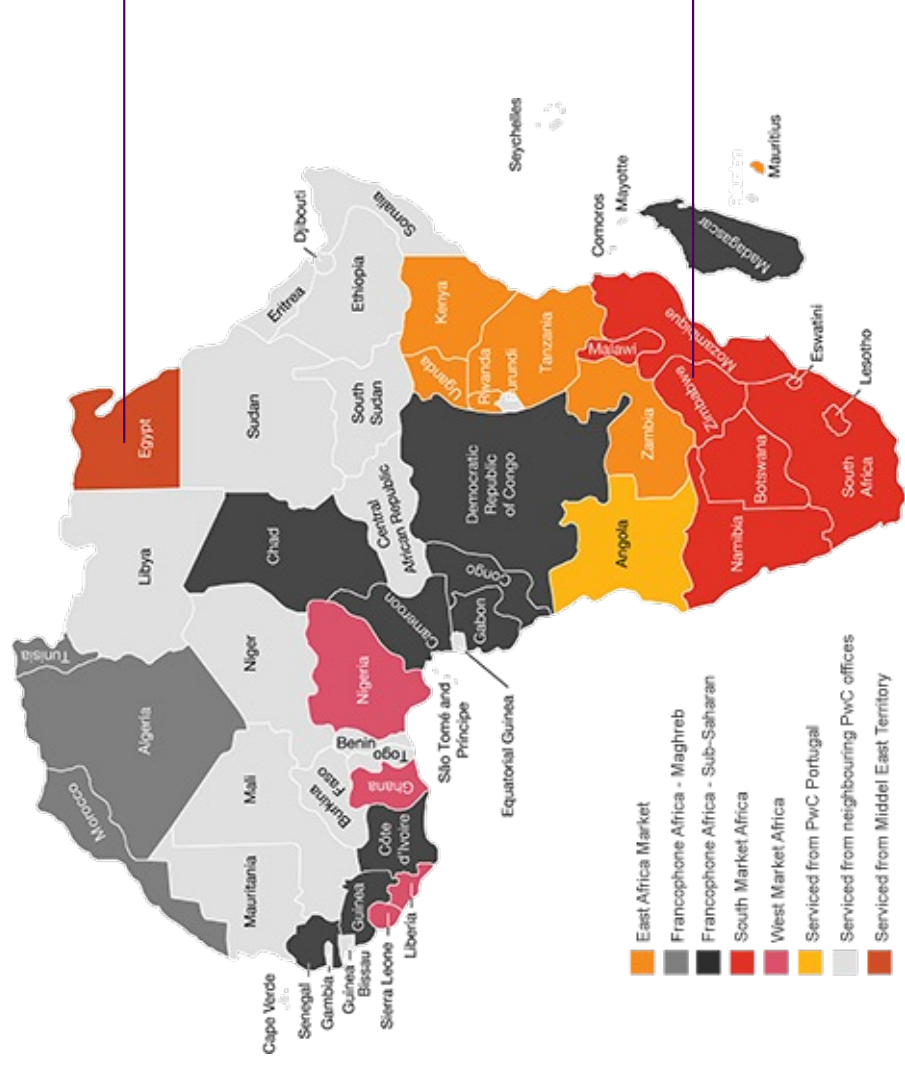 Tunisia
Morocco
Algeria
Libya
Egypt
Mauritania
Mali
Niger
Chad
Sudan
Eritrea
Djibouti
Cape Verde
Senegal
Gambia
Guinea
Bissau
Guinea
Sierra Leone
Liberia
Côte
d'Ivoire
Burkina
Faso
Ghana
Togo
Benin
Nigeria
Cameroon
Central
African Republic
South
Sudan
Ethiopia
Somalia
São Tomé and
Príncipe
Equatorial Guinea
Gabon
Congo
Democratic
Republic
of Congo
Uganda
Kenya
Rwanda
Burundi
Tanzania
Seychelles
Comoros
Mayotte
Angola
Zambia
Malawi
Mozambique
Zimbabwe
Madagascar
Reunion
Mauritius
Namibia
Botswana
South
Africa
Eswatini
Lesotho
East Africa Market
Francophone Africa - Maghreb
Francophone Africa - Sub-Saharan
South Market Africa
West Market Africa
Serviced from PwC Portugal
Serviced from neighbouring PwC offices
Serviced from Middel East Territory